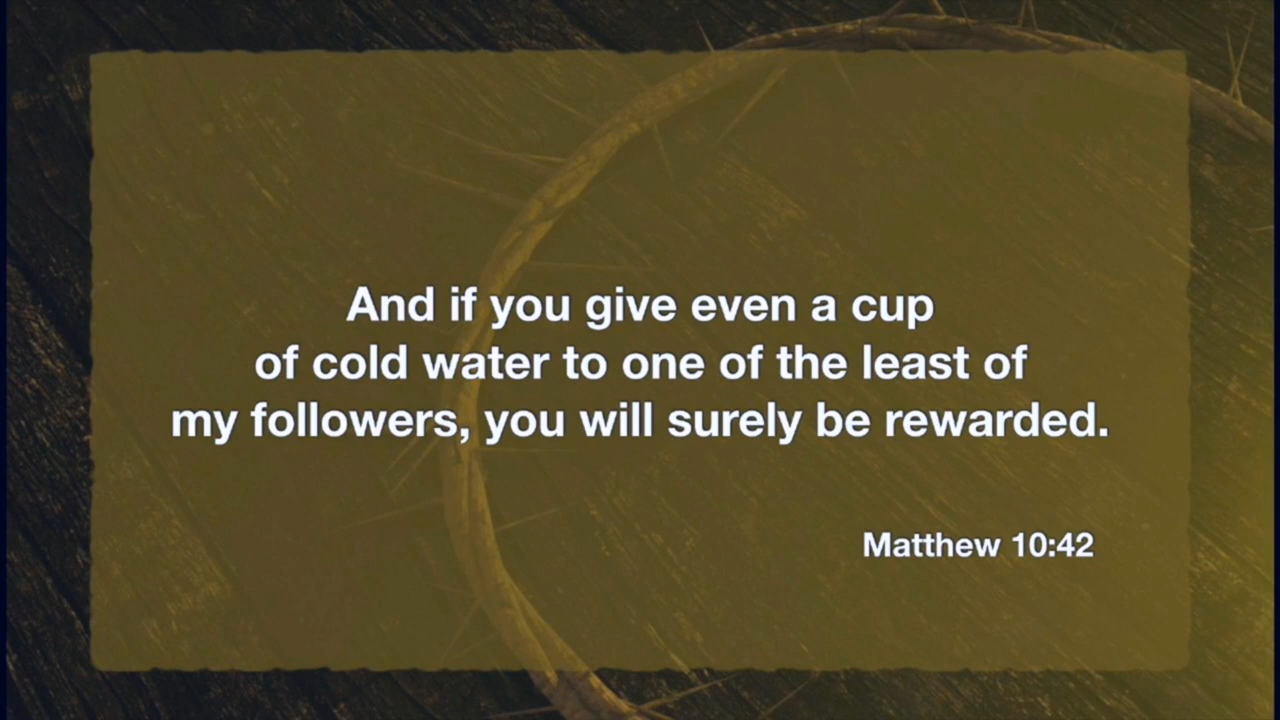 And if you give even a cup
of cold water to one of the least of
my followers, you will surely be rewarded.
Matthew 10:42